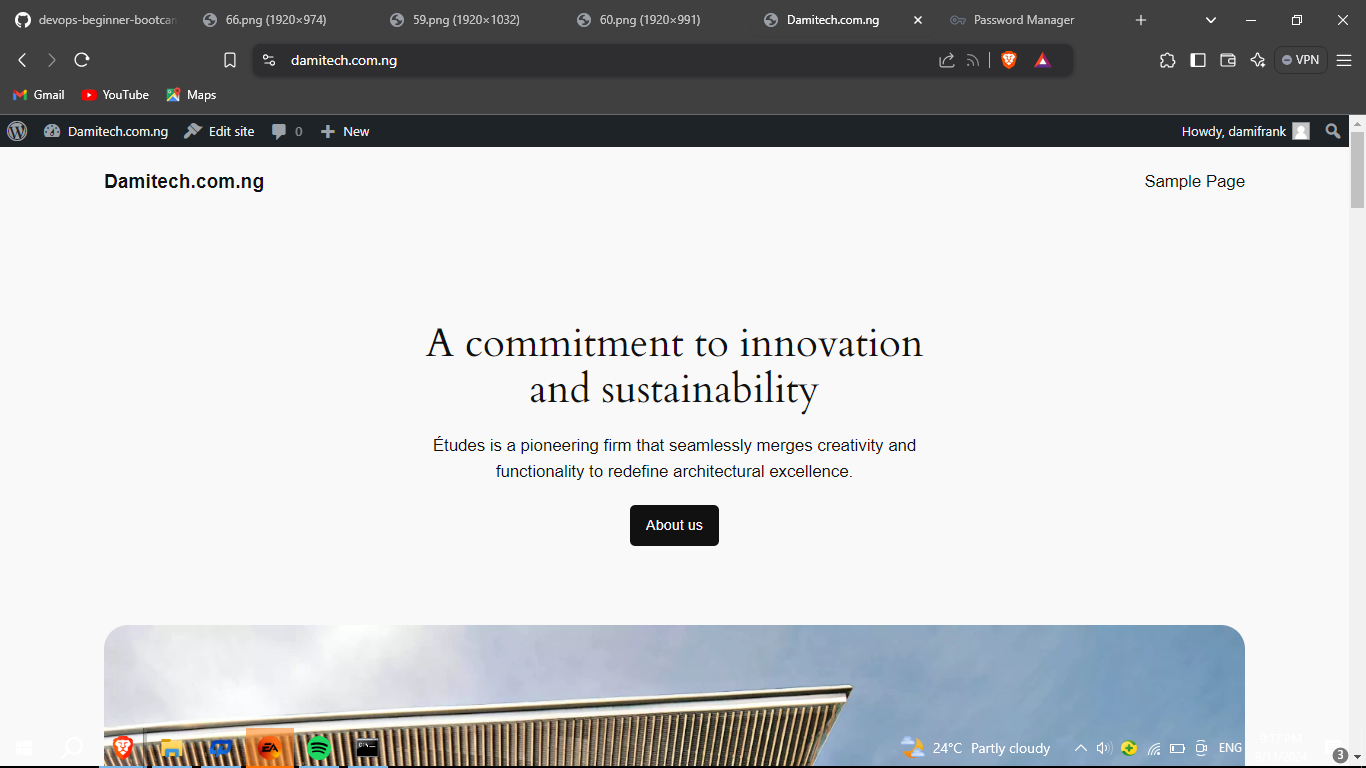 devops-beginner-bootcan
66.png (1920×974)
59.png (1920×1032)
60.png (1920×991)
Damitech.com.ng
Password Manager
damitech.com.ng
VPN
Gmail
YouTube
Maps
Damitech.com.ng
Edit site
0
New
Howdy, damifrank
Damitech.com.ng
Sample Page
A commitment to innovation
and sustainability
Études is a pioneering firm that seamlessly merges creativity and
functionality to redefine architectural excellence.
About us
EA
24°C Partly cloudy
ENG
3